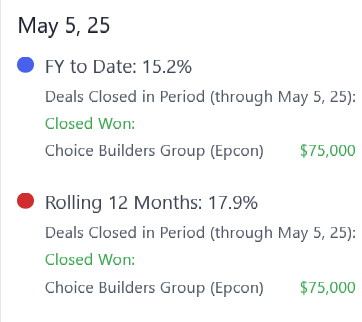 May 5, 25
FY to Date: 15.2%
Deals Closed in Period (through May 5, 25):
Closed Won:
Choice Builders Group (Epcon) $75,000
Rolling 12 Months: 17.9%
Deals Closed in Period (through May 5, 25):
Closed Won:
Choice Builders Group (Epcon) $75,000